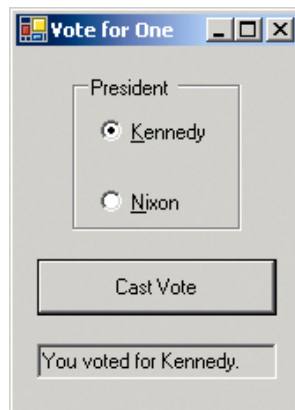 Vote for One
President
Kennedy
Nixon
Cast Vote
You voted for Kennedy.